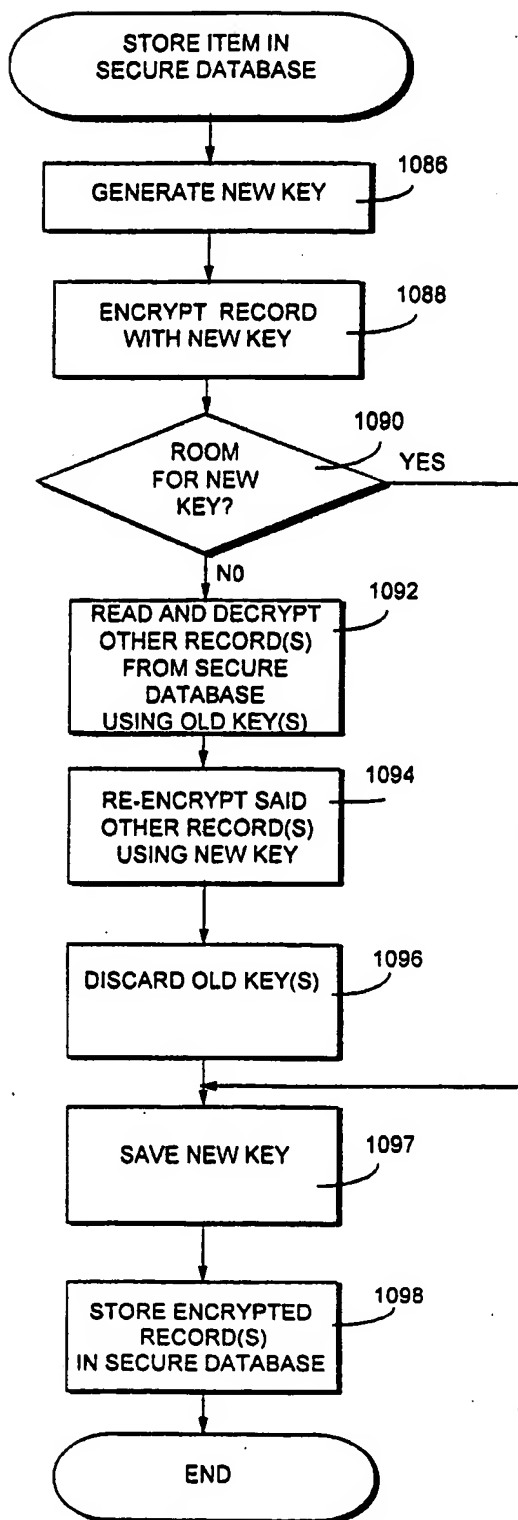 STORE ITEM IN
SECURE DATABASE
1086
GENERATE NEW KEY
1088
ENCRYPT RECORD
WITH NEW KEY
1090
ROOM
FOR NEW
KEY?
YES
NO
1092
READ AND DECRYPT
OTHER RECORD(S)
FROM SECURE
DATABASE
USING OLD KEY(S)
1094
RE-ENCRYPT SAID
OTHER RECORD(S)
USING NEW KEY
1096
DISCARD OLD KEY(S)
SAVE NEW KEY
1097
1098
STORE ENCRYPTED
RECORD(S)
IN SECURE DATABASE
END